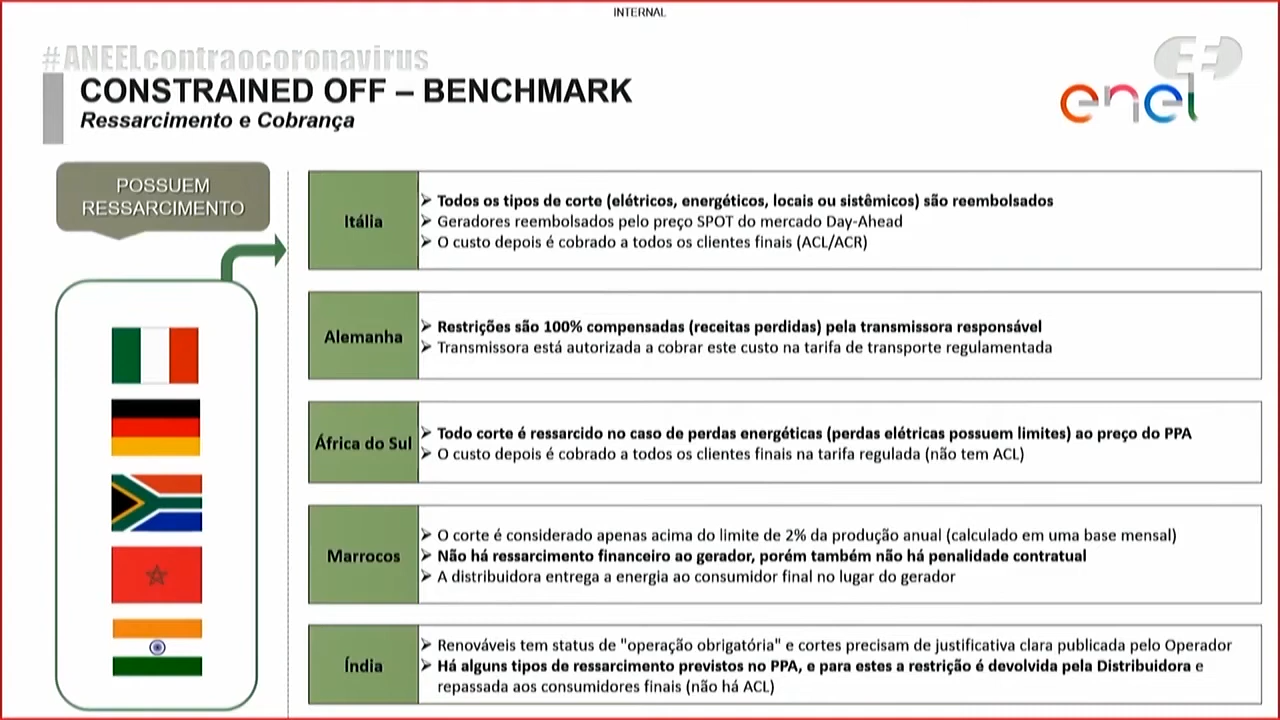 INTERNAL
#ANEELcontraocoronavirus
CONSTRAINED OFF – BENCHMARK
Ressarcimento e Cobrança
enel
POSSUEM
RESSARCIMENTO
Itália
➢ Todos os tipos de corte (elétricos, energéticos, locais ou sistêmicos) são reembolsados
➢ Geradores reembolsados pelo preço SPOT do mercado Day-Ahead
➢ O custo depois é cobrado a todos os clientes finais (ACL/ACR)
Alemanha
➢ Restrições são 100% compensadas (receitas perdidas) pela transmissora responsável
➢ Transmissora está autorizada a cobrar este custo na tarifa de transporte regulamentada
África do Sul
➢ Todo corte é ressarcido no caso de perdas energéticas (perdas elétricas possuem limites) ao preço do PPA
➢ O custo depois é cobrado a todos os clientes finais na tarifa regulada (não tem ACL)
Marrocos
➢ O corte é considerado apenas acima do limite de 2% da produção anual (calculado em uma base mensal)
➢ Não há ressarcimento financeiro ao gerador, porém também não há penalidade contratual
➢ A distribuidora entrega a energia ao consumidor final no lugar do gerador
Índia
➢ Renováveis tem status de "operação obrigatória" e cortes precisam de justificativa clara publicada pelo Operador
➢ Há alguns tipos de ressarcimento previstos no PPA, e para estes a restrição é devolvida pela Distribuidora e
repassada aos consumidores finais (não há ACL)